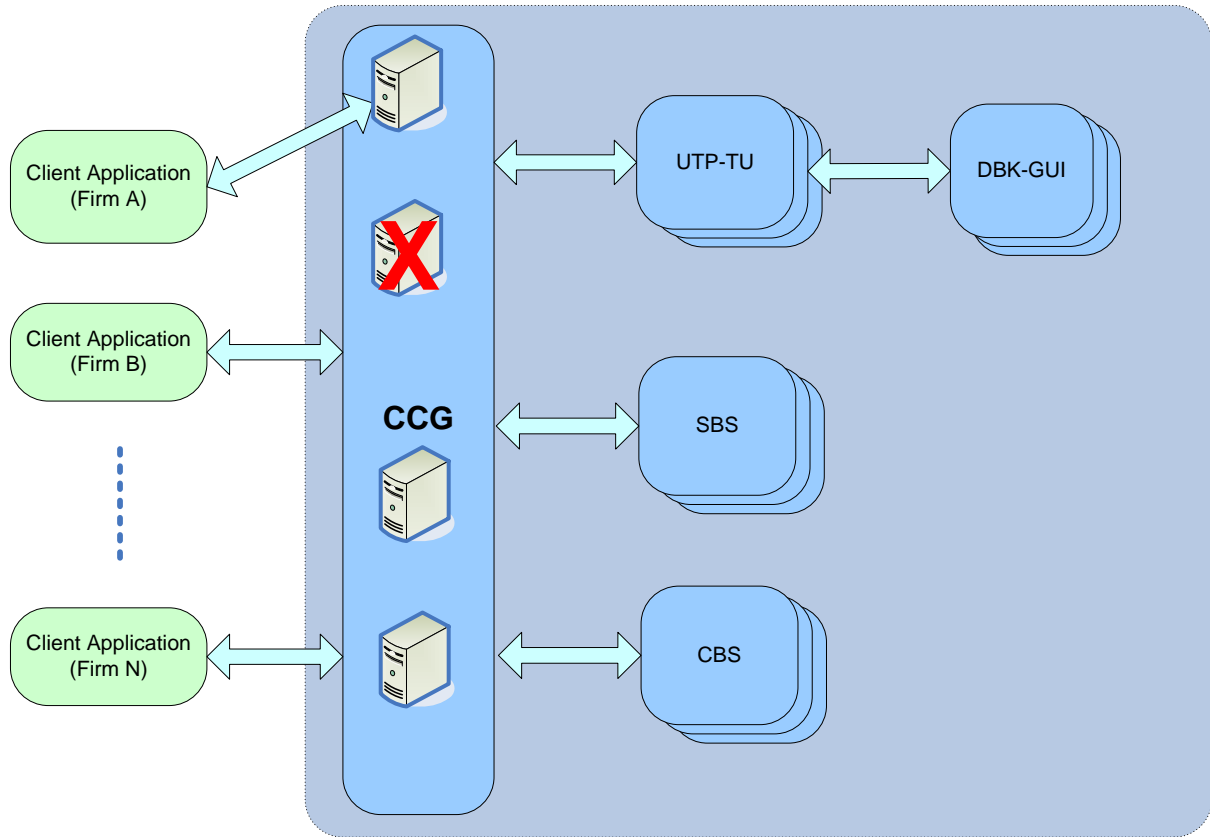 Client Application
(Firm A)
UTP-TU
DBK-GUI
Client Application
(Firm B)
CCG
SBS
Client Application
(Firm N)
CBS